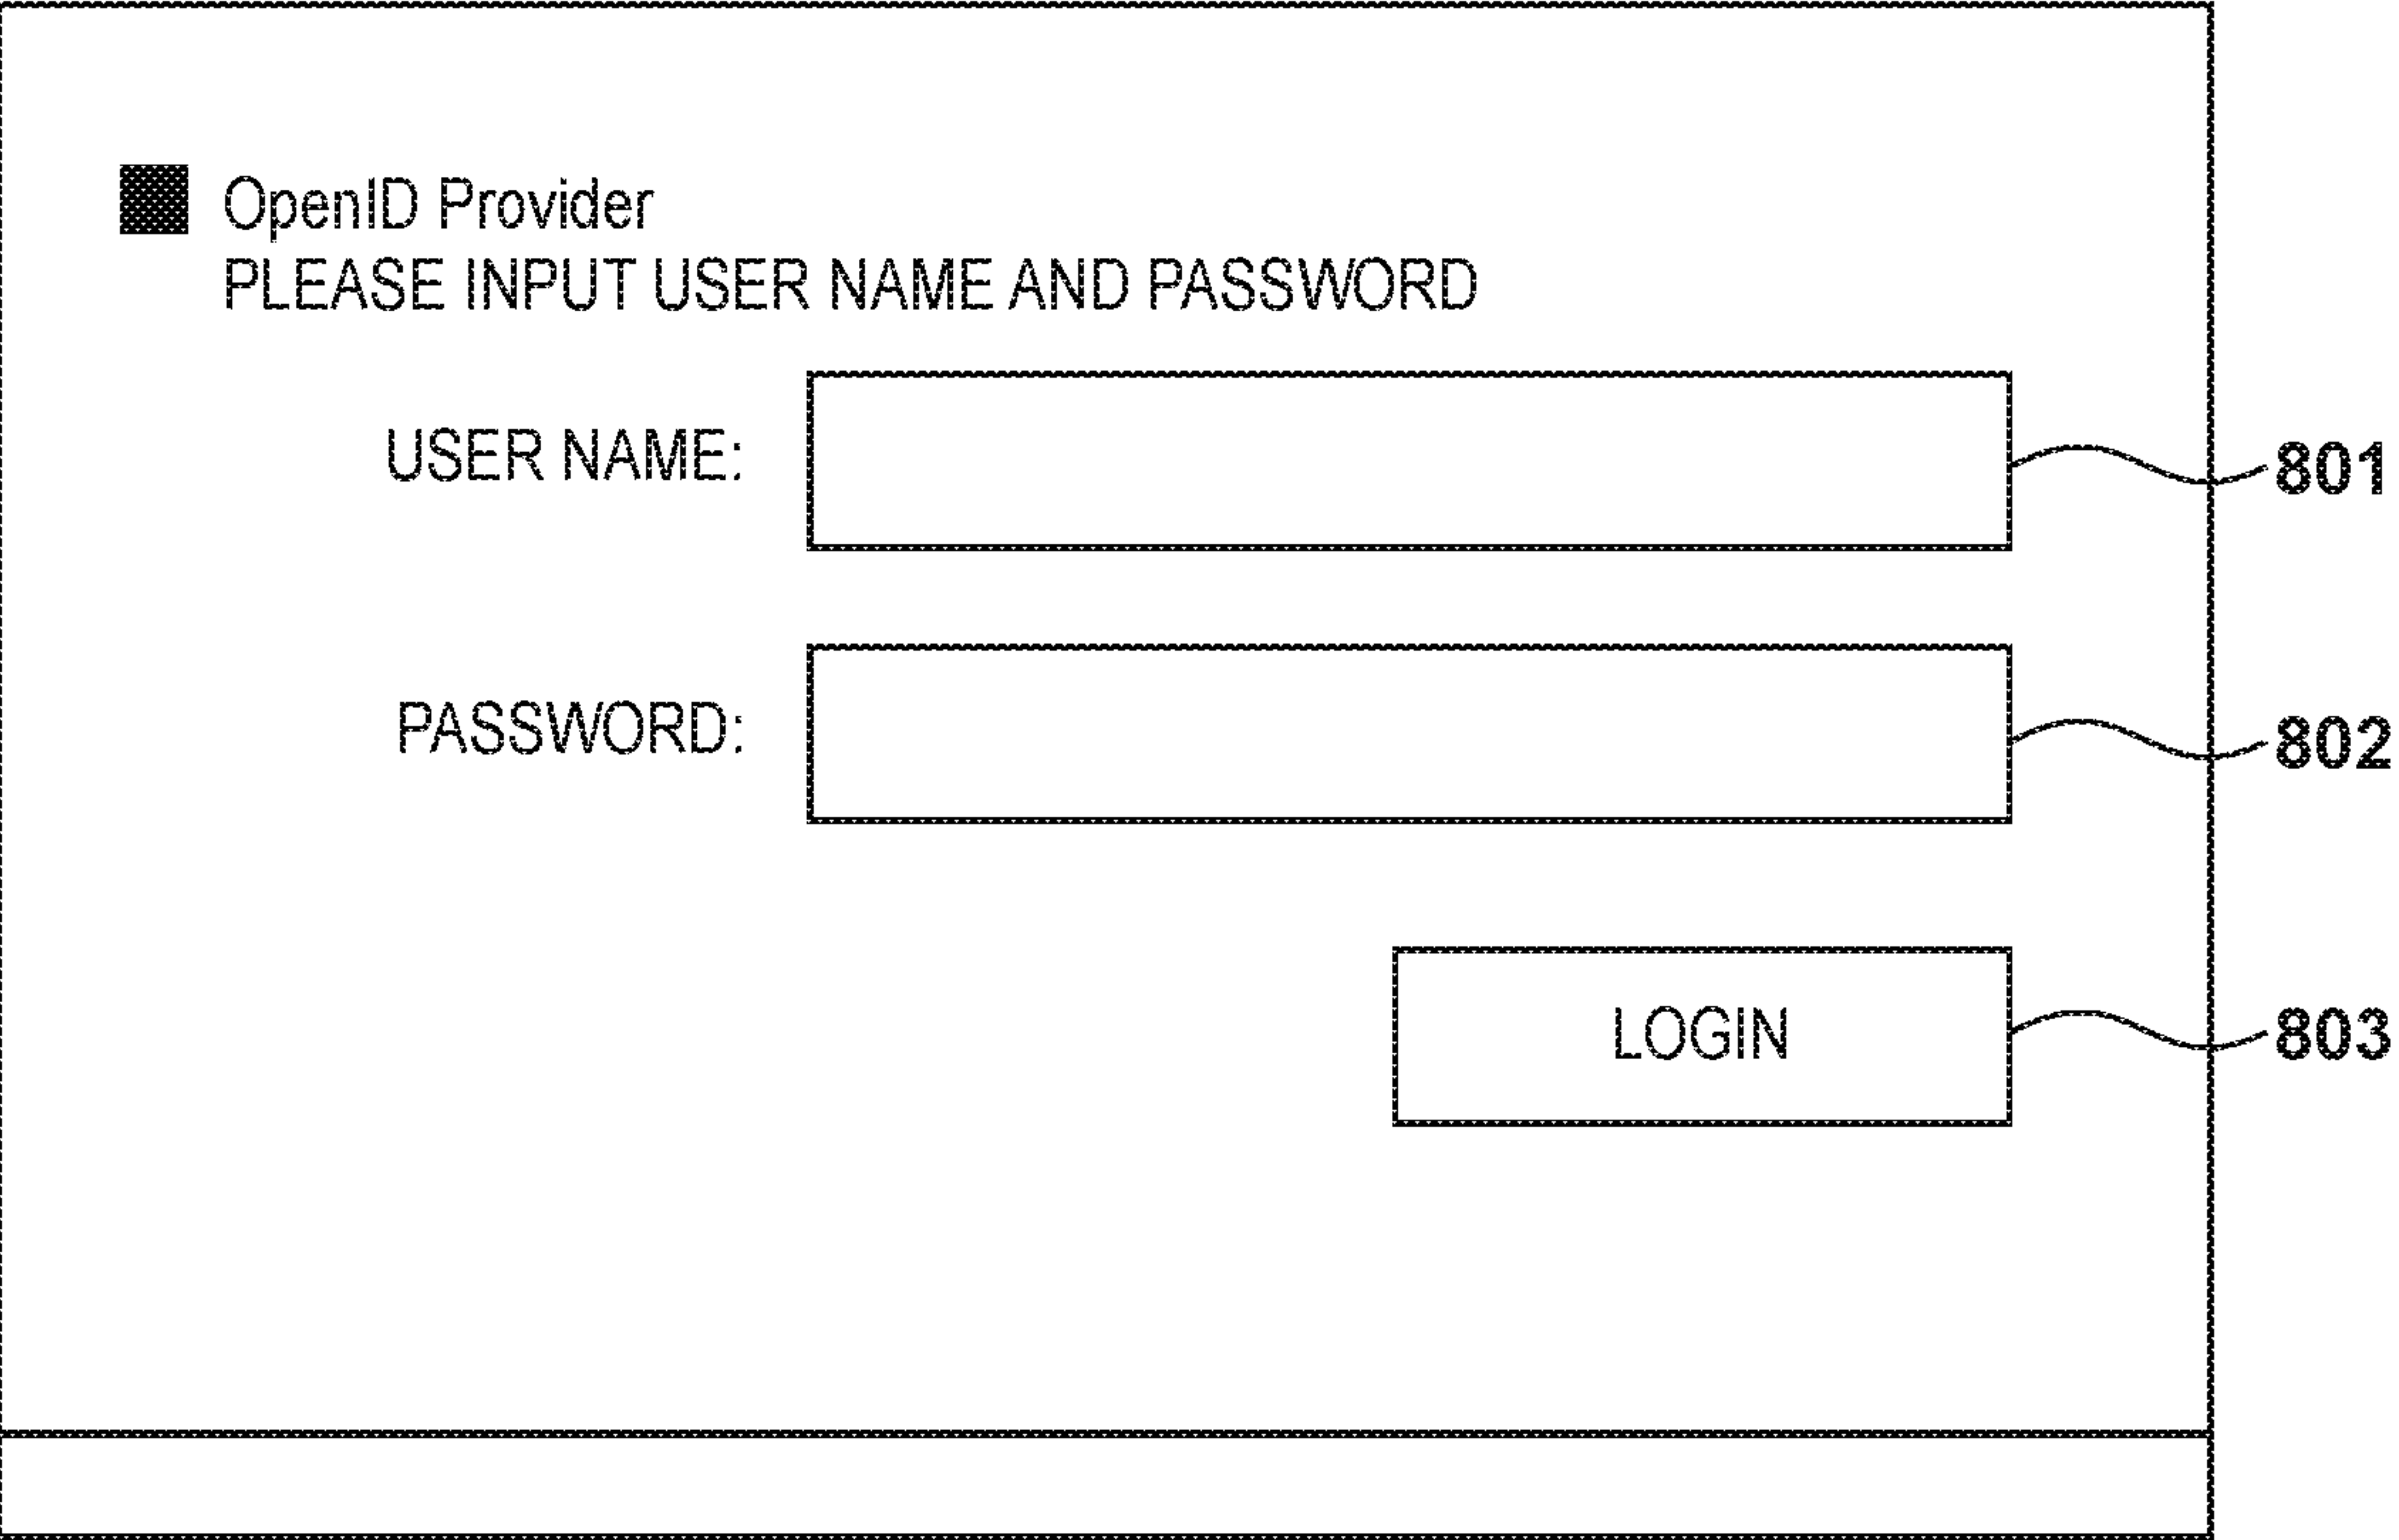 OpenID Provider
PLEASE INPUT USER NAME AND PASSWORD
USER NAME:
801
PASSWORD:
802
LOGIN
803